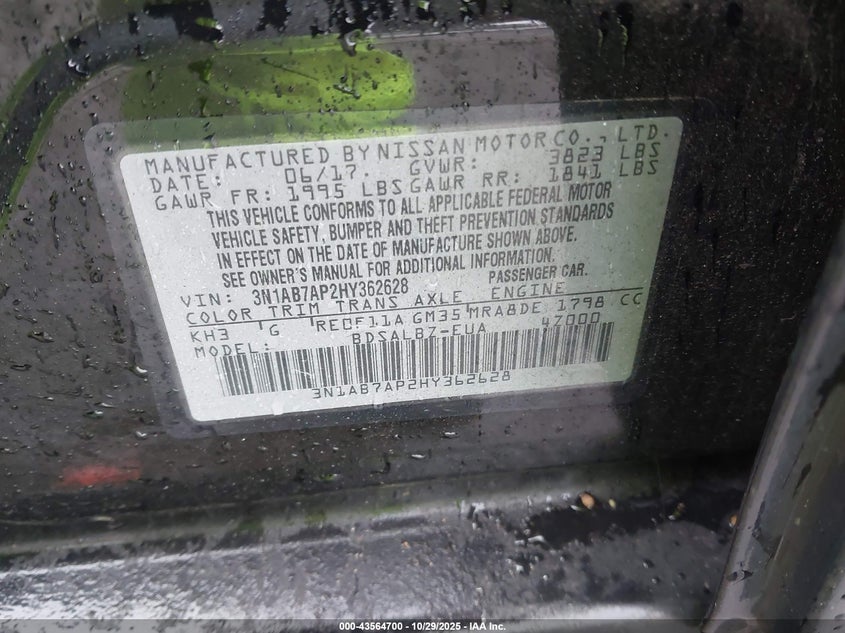 MANUFACTURED BY NISSAN MOTOR CO., LTD.
DATE: 06/17. GVWR: 3823 LBS
GAWR FR: 1995 LBS GAWR RR: 1841 LBS
THIS VEHICLE CONFORMS TO ALL APPLICABLE FEDERAL MOTOR
VEHICLE SAFETY, BUMPER AND THEFT PREVENTION STANDARDS
IN EFFECT ON THE DATE OF MANUFACTURE SHOWN ABOVE.
SEE OWNER'S MANUAL FOR ADDITIONAL INFORMATION.
VIN: 3N1AB7AP2HY362628 PASSENGER CAR.
COLOR TRIM TRANS AXLE ENGINE
KH3 G RE0F11A GM35 MRA8DE 1798 CC
MODEL: BDSALBZ-EUA 4Z000
3N1AB7AP2HY362628
000-43564700 - 10/29/2025 - IAA Inc.